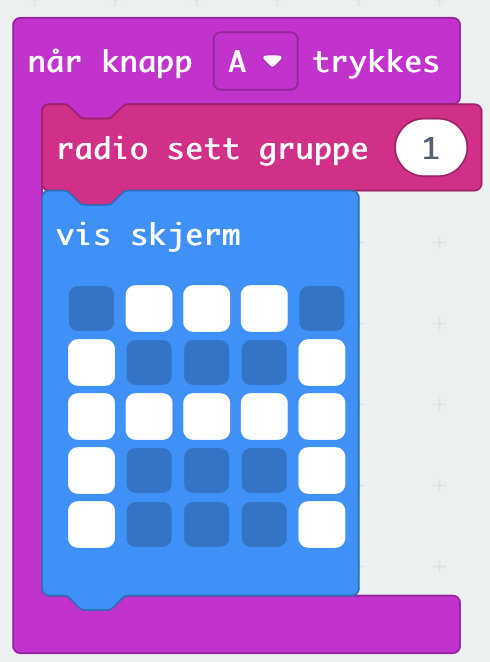 når knapp A trykkes
radio sett gruppe 1
vis skjerm